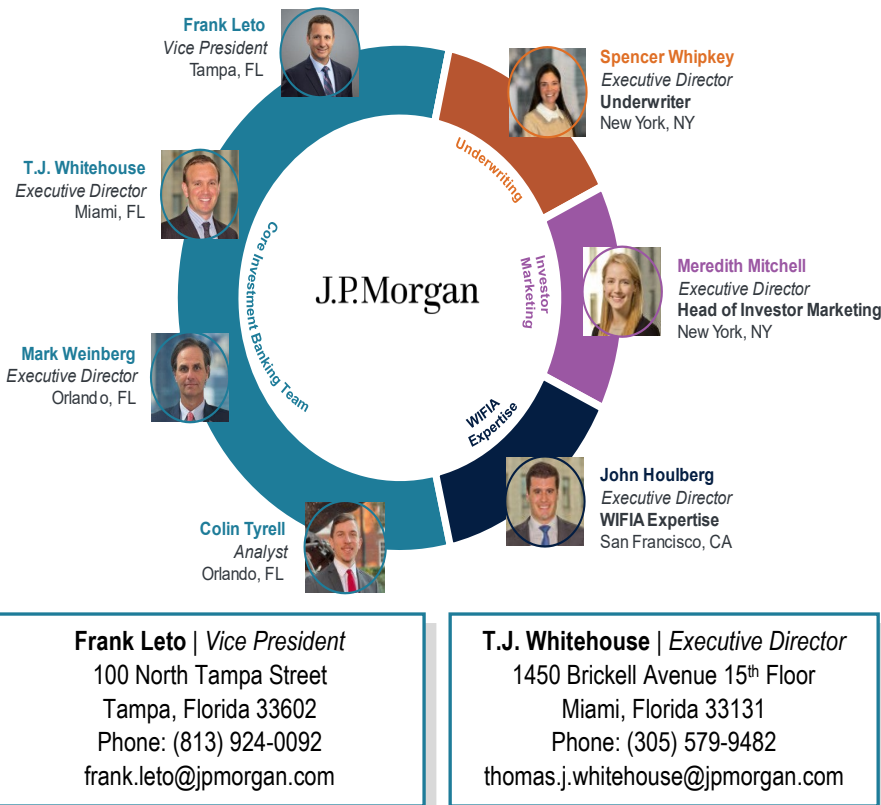 Frank Leto
Vice President
Tampa, FL
Spencer Whipkey
Executive Director
Underwriter
New York, NY
Underwriting
T.J. Whitehouse
Executive Director
Miami, FL
Core Investment Banking Team
J.P.Morgan
Investor
Marketing
Meredith Mitchell
Executive Director
Head of Investor Marketing
New York, NY
Mark Weinberg
Executive Director
Orlando, FL
WIFIA
Expertise
John Houlberg
Executive Director
WIFIA Expertise
San Francisco, CA
Colin Tyrell
Analyst
Orlando, FL
Frank Leto | Vice President
100 North Tampa Street
Tampa, Florida 33602
Phone: (813) 924-0092
frank.leto@jpmorgan.com
T.J. Whitehouse | Executive Director
1450 Brickell Avenue 15th Floor
Miami, Florida 33131
Phone: (305) 579-9482
thomas.j.whitehouse@jpmorgan.com